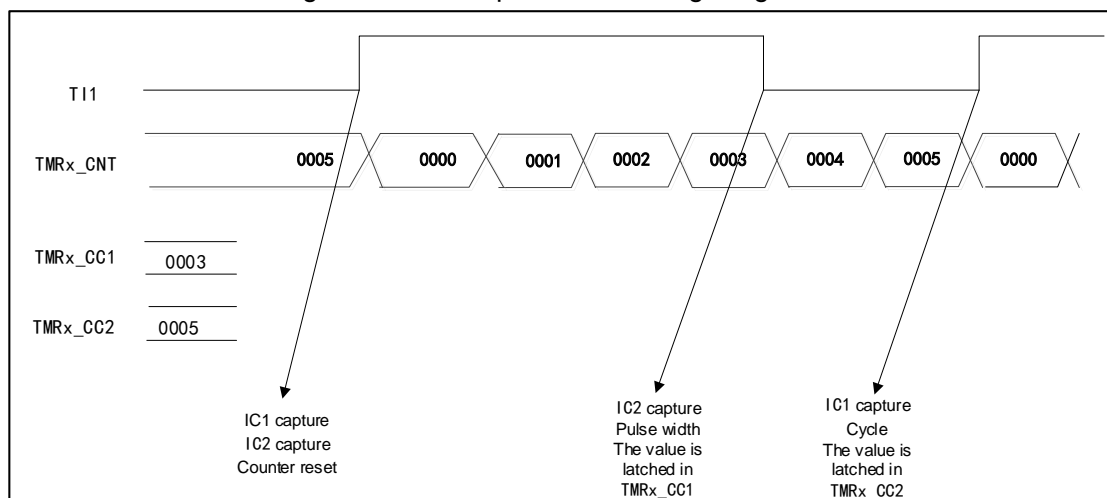 TI1
TMRx_CNT
0005 0000 0001 0002 0003 0004 0005 0000
TMRx_CC1
0003
TMRx_CC2
0005
IC1 capture
IC2 capture
Counter reset
IC2 capture
Pulse width
The value is
latched in
TMRx_CC1
IC1 capture
Cycle
The value is
latched in
TMRx CC2